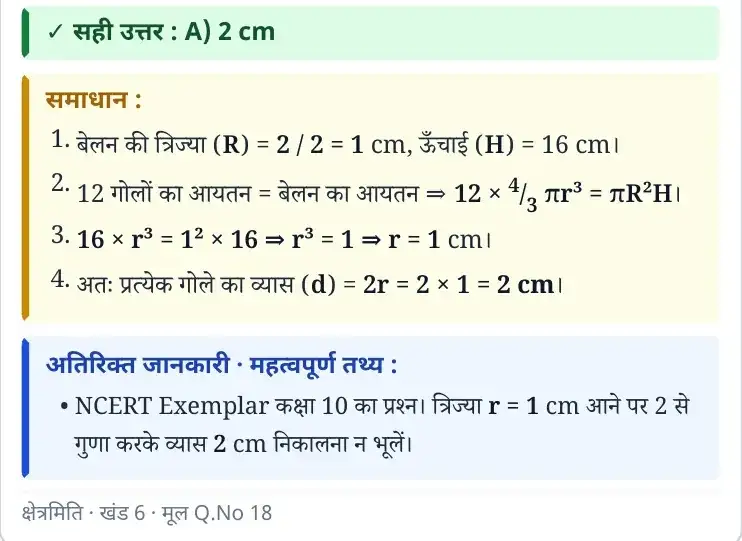 ✓ सही उत्तर : A) 2 cm
समाधान :
1. बेलन की त्रिज्या (R) = 2 / 2 = 1 cm, ऊँचाई (H) = 16 cm।
2. 12 गोलों का आयतन = बेलन का आयतन ⇒ 12 × ⁴/₃ πr³ = πR²H।
3. 16 × r³ = 1² × 16 ⇒ r³ = 1 ⇒ r = 1 cm।
4. अतः प्रत्येक गोले का व्यास (d) = 2r = 2 × 1 = 2 cm।
अतिरिक्त जानकारी · महत्वपूर्ण तथ्य :
• NCERT Exemplar कक्षा 10 का प्रश्न। त्रिज्या r = 1 cm आने पर 2 से
गुणा करके व्यास 2 cm निकालना न भूलें।
क्षेत्रमिति · खंड 6 · मूल Q.No 18